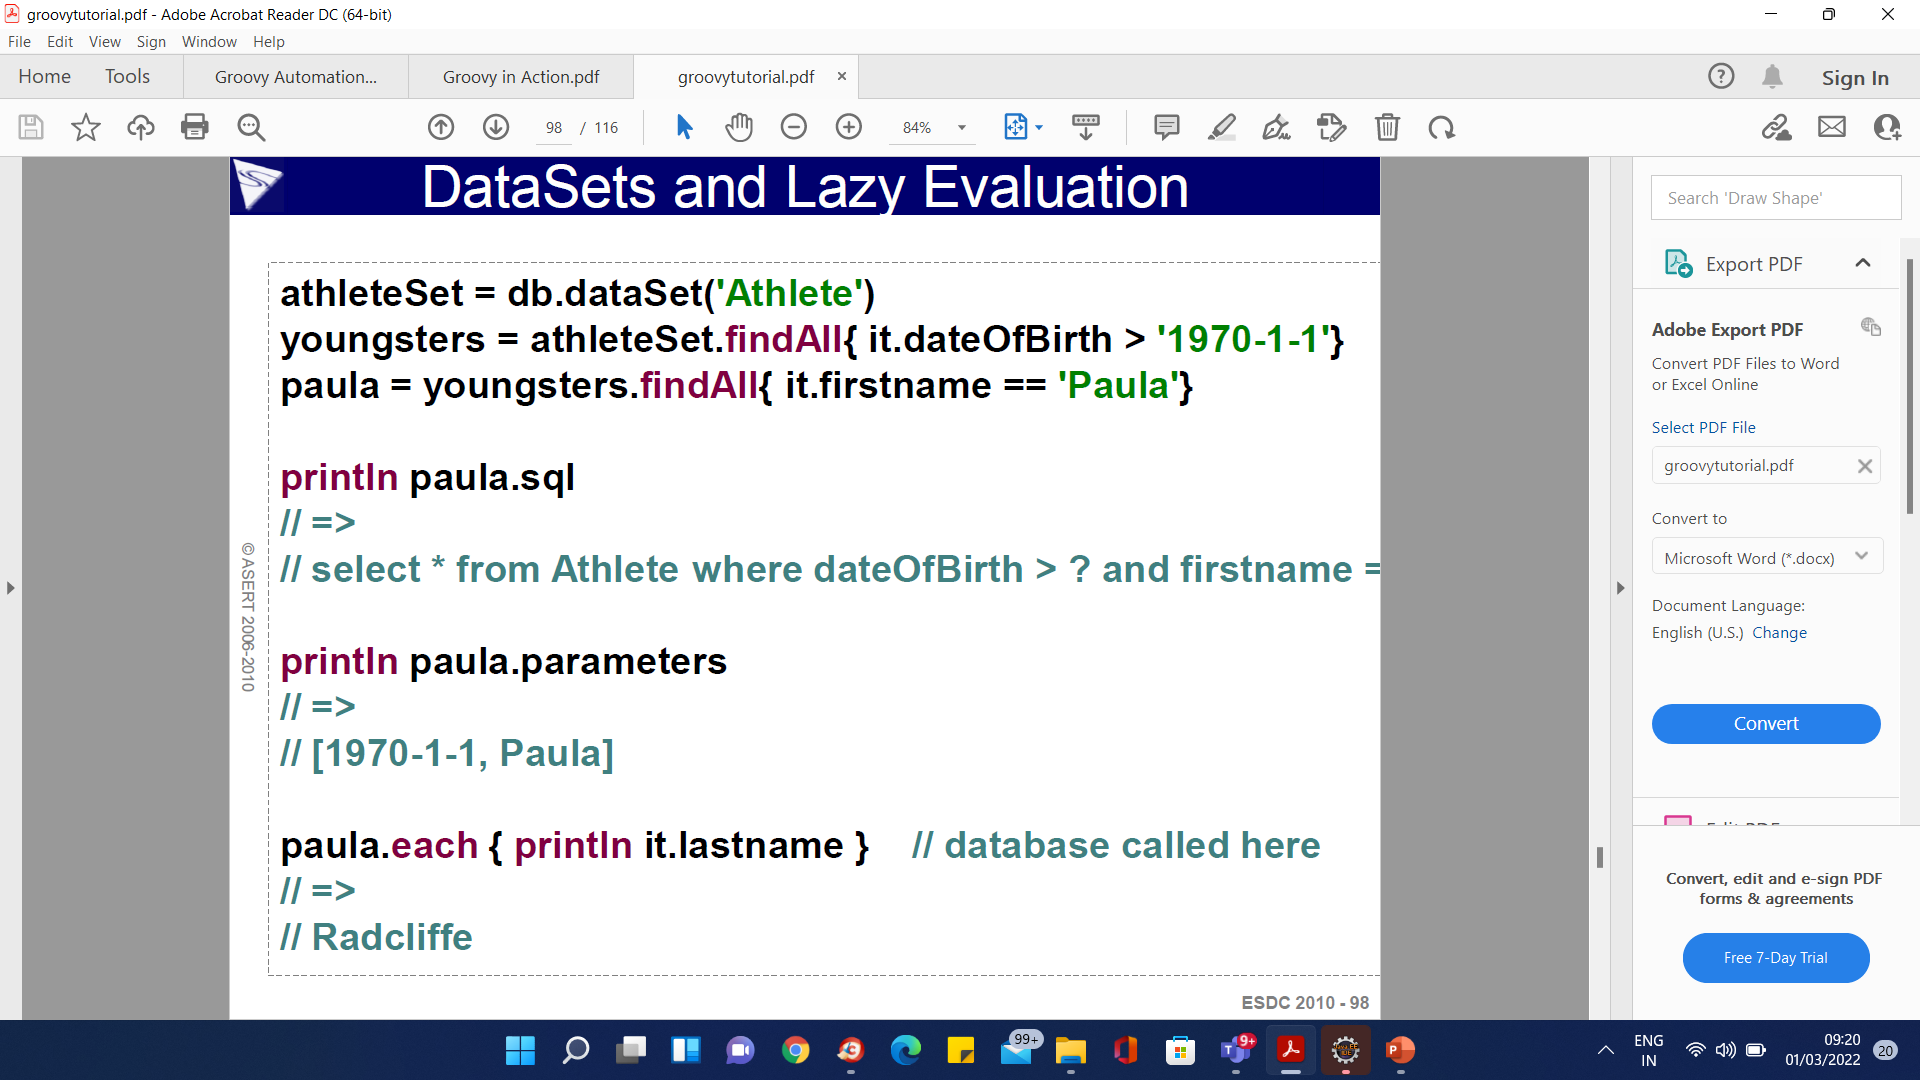 groovytutorial.pdf - Adobe Acrobat Reader DC (64-bit)
File Edit View Sign Window Help
Home Tools Groovy Automation... Groovy in Action.pdf groovytutorial.pdf × Sign In
98 / 116 84%
DataSets and Lazy Evaluation
athleteSet = db.dataSet('Athlete')
youngsters = athleteSet.findAll{ it.dateOfBirth > '1970-1-1'}
paula = youngsters.findAll{ it.firstname == 'Paula'}
println paula.sql
// =>
// select * from Athlete where dateOfBirth > ? and firstname =
println paula.parameters
// =>
// [1970-1-1, Paula]
paula.each { println it.lastname } // database called here
// =>
// Radcliffe
© ASERT 2006-2010
ESDC 2010 - 98
Search 'Draw Shape'
Export PDF
Adobe Export PDF
Convert PDF Files to Word
or Excel Online
Select PDF File
groovytutorial.pdf
Convert to
Microsoft Word (*.docx)
Document Language:
English (U.S.) Change
Convert
Edit PDF
Convert, edit and e-sign PDF
forms & agreements
Free 7-Day Trial
99+
9+
ENG
IN
09:20
01/03/2022
20